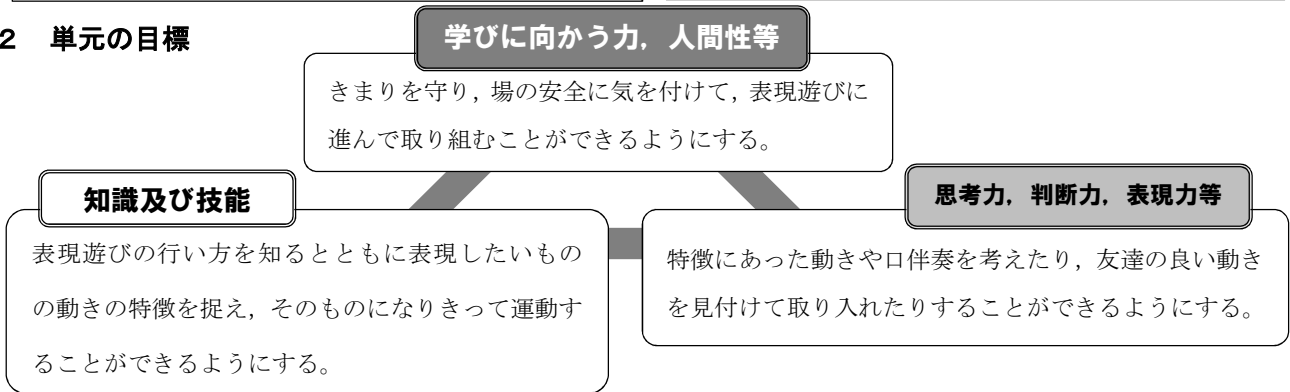 ２　単元の目標
学びに向かう力，人間性等
きまりを守り，場の安全に気を付けて，表現遊びに
進んで取り組むことができるようにする。
知識及び技能
表現遊びの行い方を知るとともに表現したいもの
の動きの特徴を捉え，そのものになりきって運動す
ることができるようにする。
思考力，判断力，表現力等
特徴にあった動きや口伴奏を考えたり，友達の良い動き
を見付けて取り入れたりすることができるようにする。